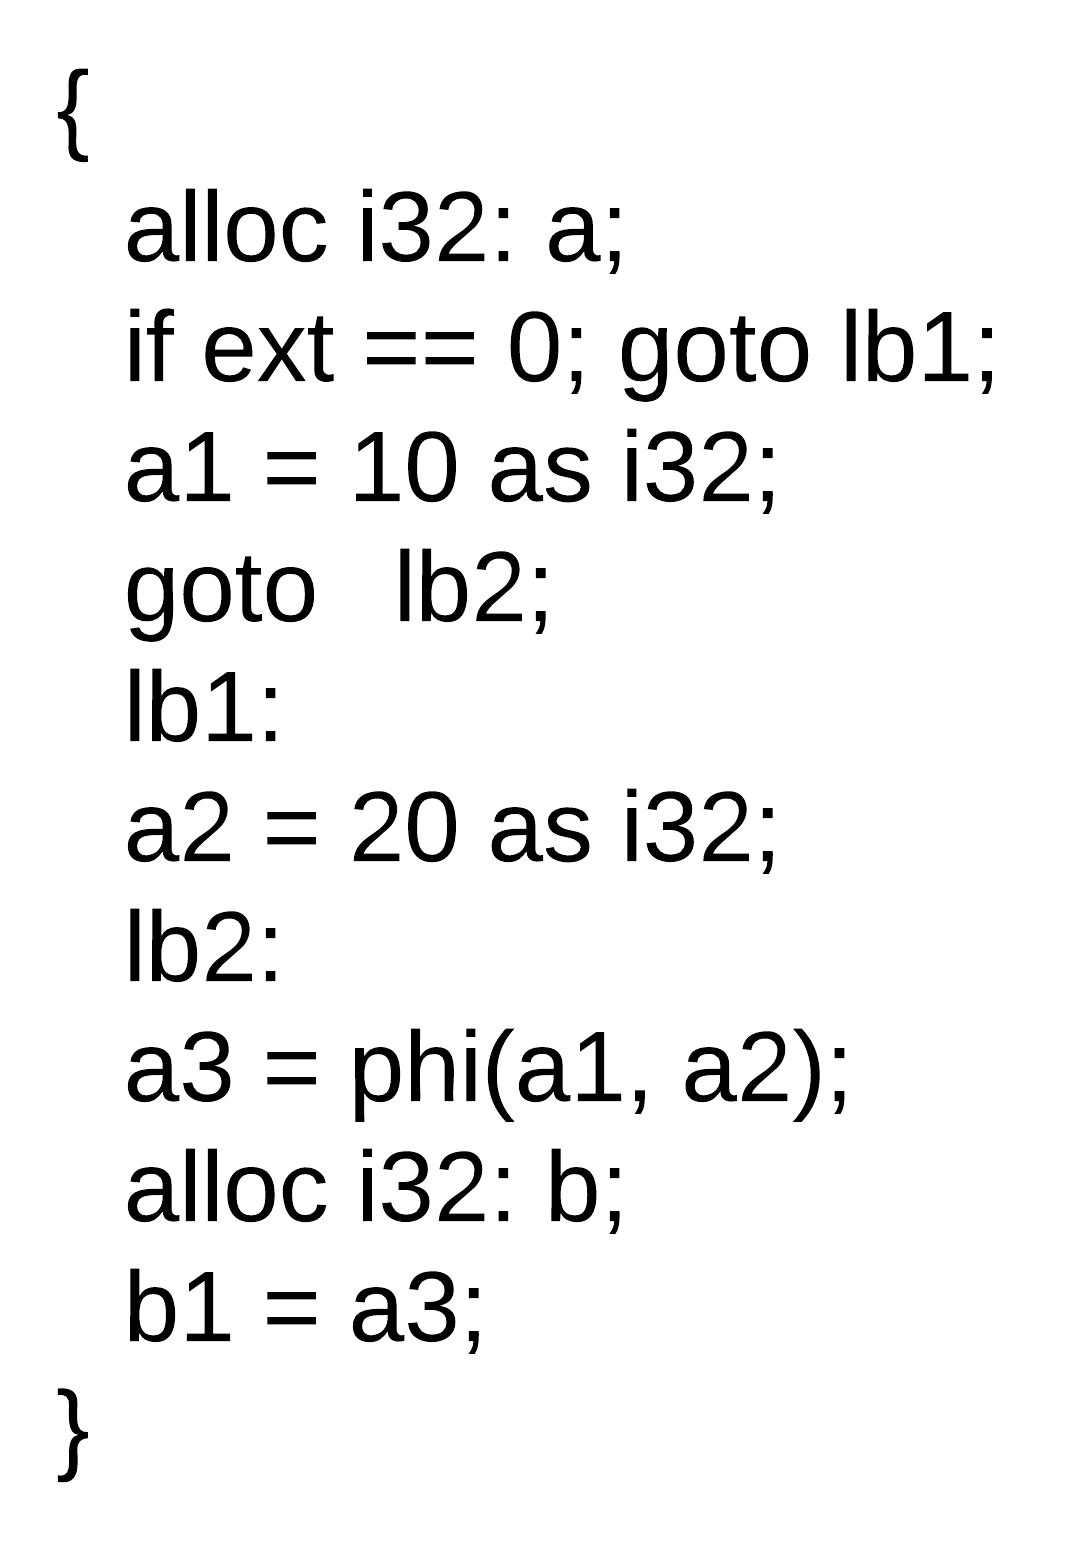 {
alloc i32: a;
if ext == 0; goto lb1;
a1 = 10 as i32;
goto   lb2;
lb1:
a2 = 20 as i32;
lb2:
a3 = phi(a1, a2);
alloc i32: b;
b1 = a3;
}